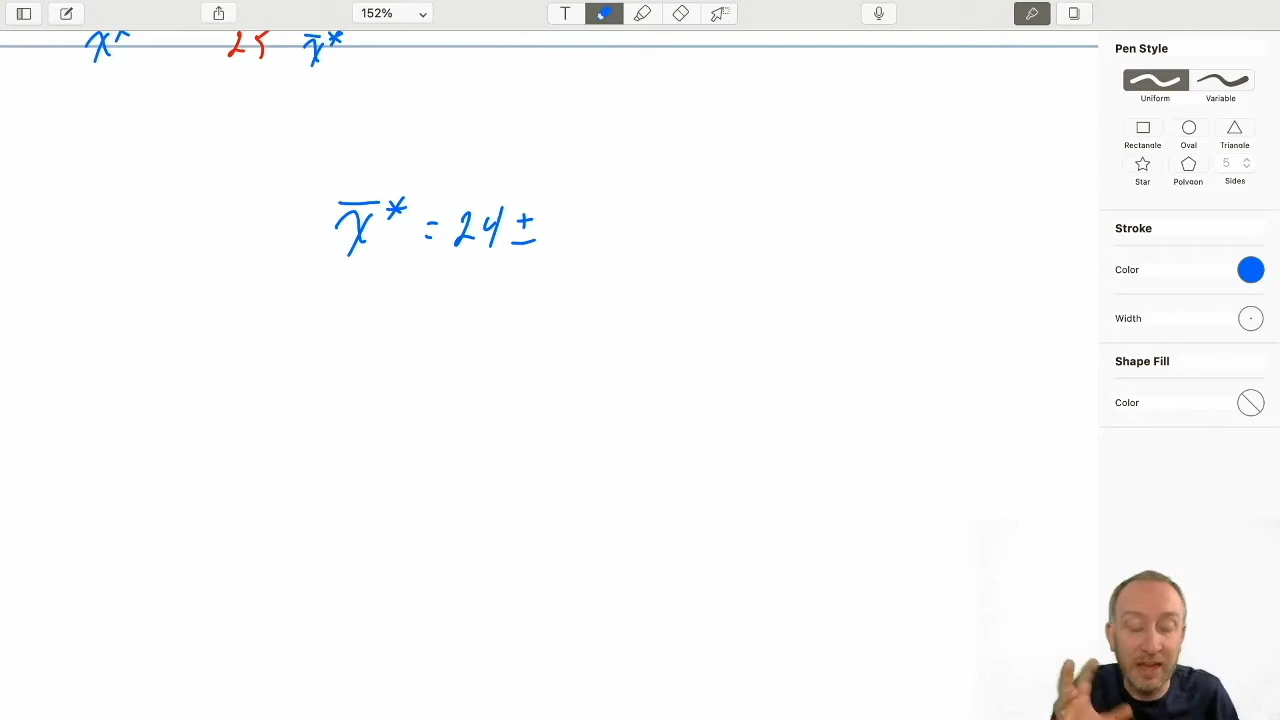 152%
T
x̄* 25 x̄*
x̄* = 24 ±
Pen Style
Uniform Variable
Rectangle Oval Triangle
5
Star Polygon Sides
Stroke
Color
Width
Shape Fill
Color